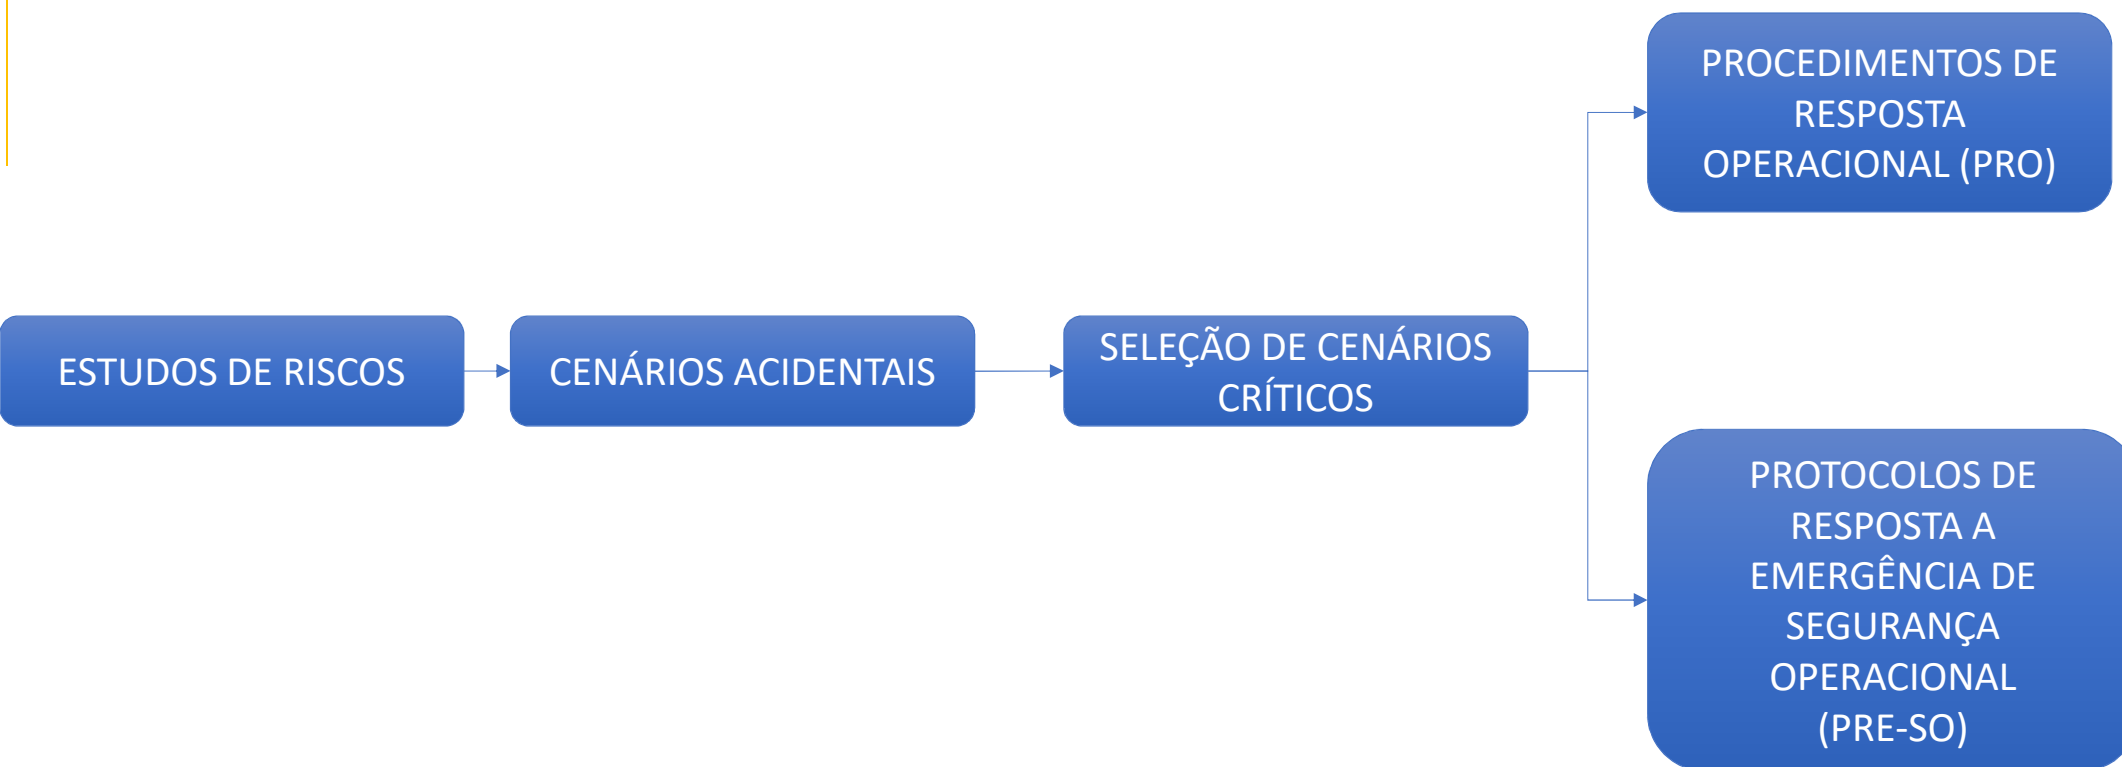 ESTUDOS DE RISCOS
CENÁRIOS ACIDENTAIS
SELEÇÃO DE CENÁRIOS
CRÍTICOS
PROCEDIMENTOS DE
RESPOSTA
OPERACIONAL (PRO)
PROTOCOLOS DE
RESPOSTA A
EMERGÊNCIA DE
SEGURANÇA
OPERACIONAL
(PRE-SO)